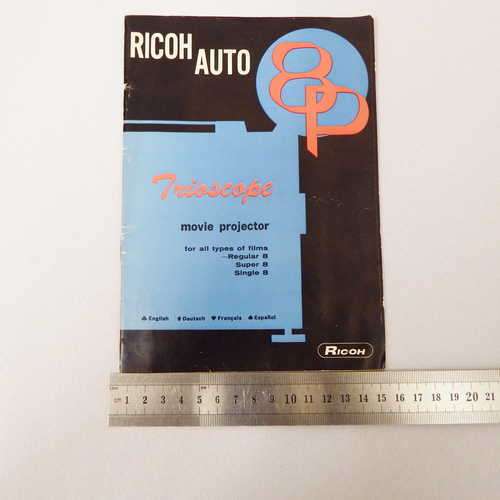 RICOH
AUTO
8P
Trioscope
movie projector
for all types of films
—Regular 8
Super 8
Single 8
♣ English ♦ Deutsch ♥ Français ♠ Español
RICOH
cm 1 2 3 4 5 6 7 8 9 10 11 12 13 14 15 16 17 18 19 20 21